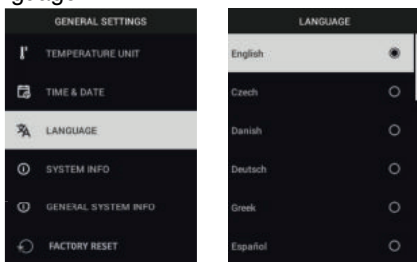 GENERAL SETTINGS
TEMPERATURE UNIT
TIME & DATE
LANGUAGE
SYSTEM INFO
GENERAL SYSTEM INFO
FACTORY RESET
LANGUAGE
English
Czech
Danish
Deutsch
Greek
Español